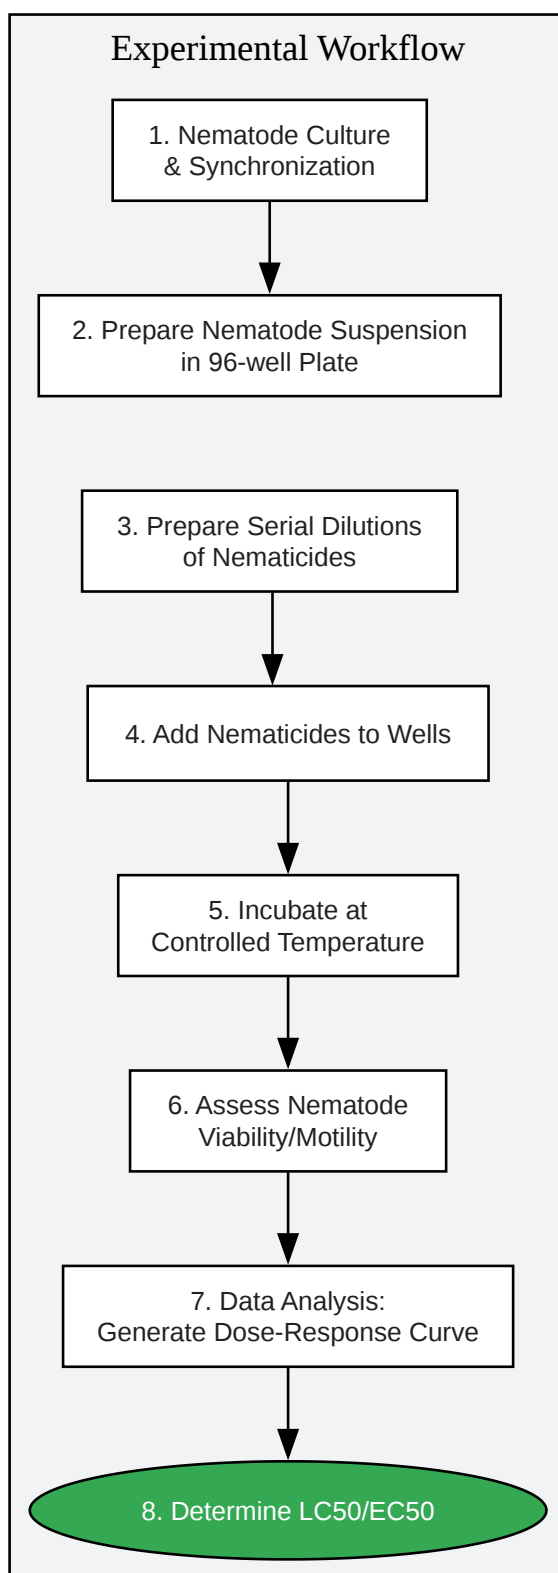 Experimental Workflow
1. Nematode Culture
& Synchronization
2. Prepare Nematode Suspension
in 96-well Plate
3. Prepare Serial Dilutions
of Nematicides
4. Add Nematicides to Wells
5. Incubate at
Controlled Temperature
6. Assess Nematode
Viability/Motility
7. Data Analysis:
Generate Dose-Response Curve
8. Determine LC50/EC50